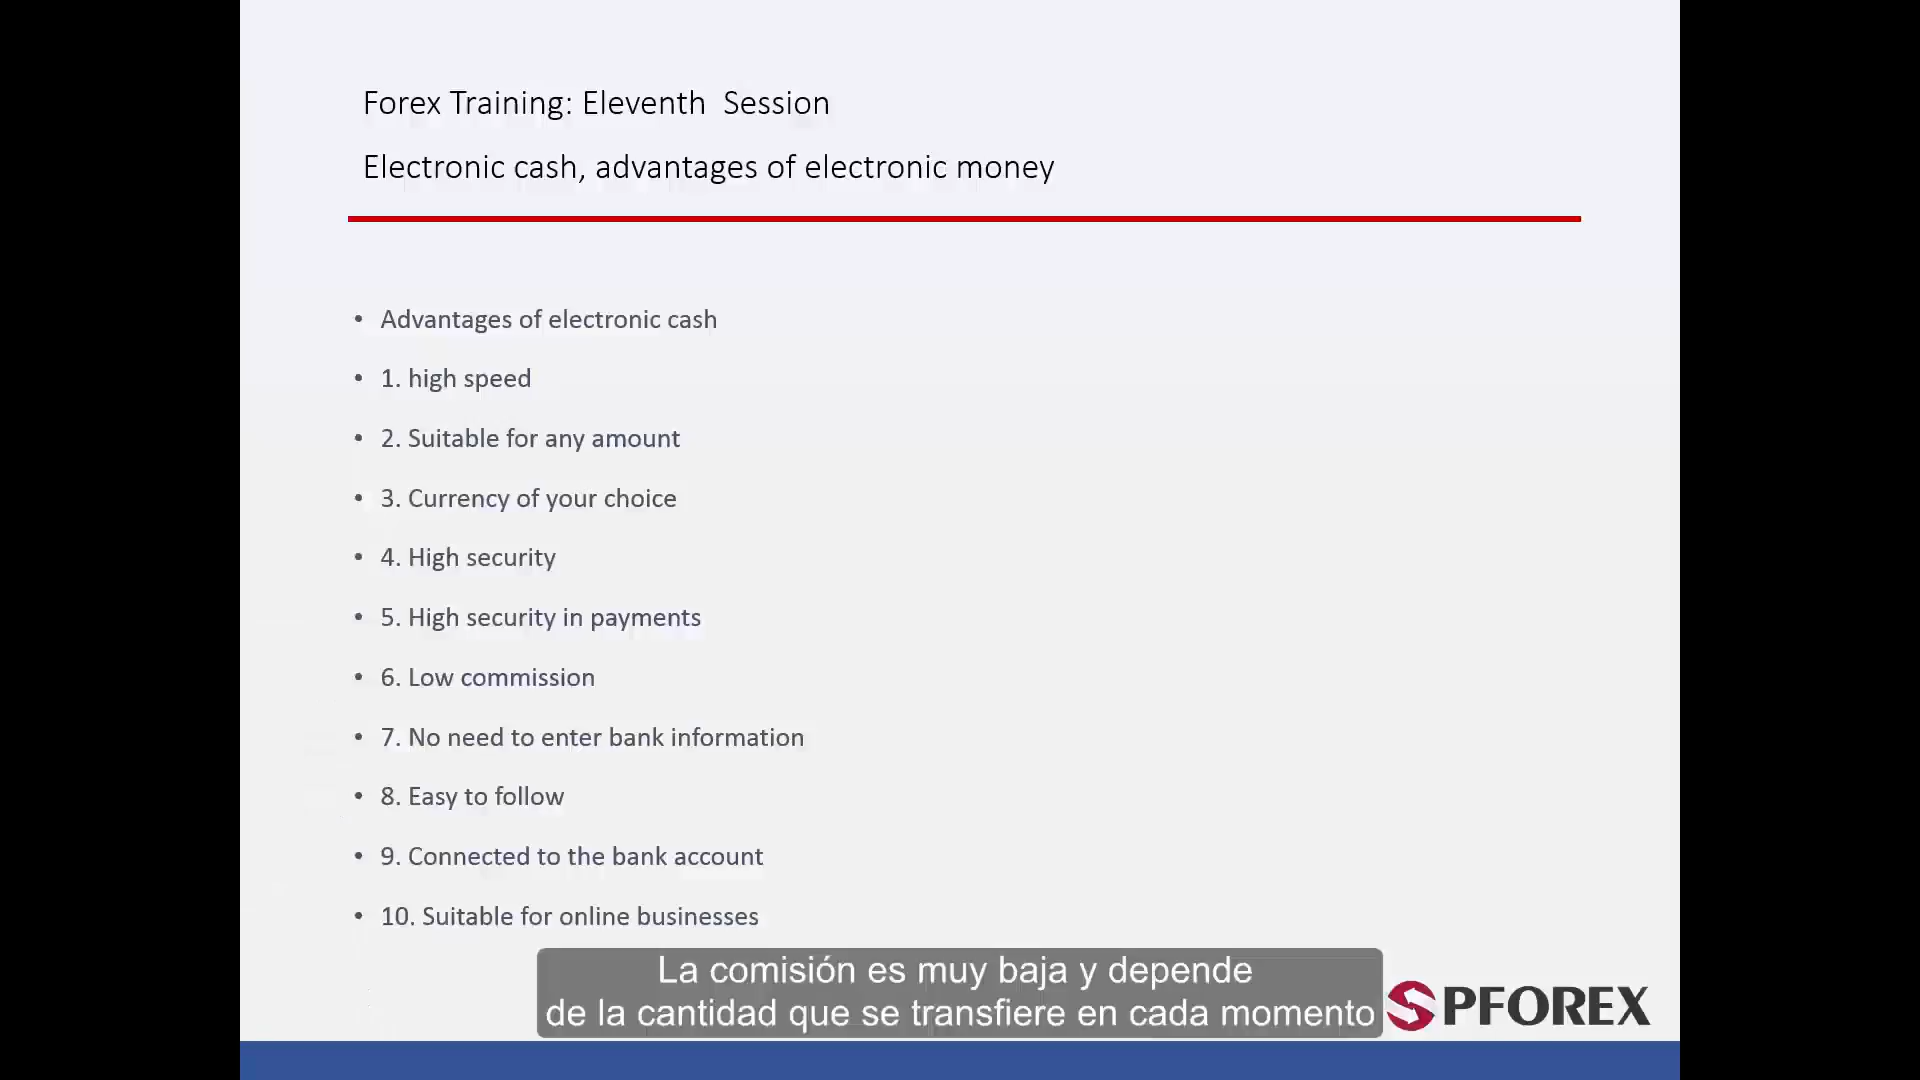 Forex Training: Eleventh  Session
Electronic cash, advantages of electronic money
• Advantages of electronic cash
• 1. high speed
• 2. Suitable for any amount
• 3. Currency of your choice
• 4. High security
• 5. High security in payments
• 6. Low commission
• 7. No need to enter bank information
• 8. Easy to follow
• 9. Connected to the bank account
• 10. Suitable for online businesses
La comisión es muy baja y depende
de la cantidad que se transfiere en cada momento
SPFOREX